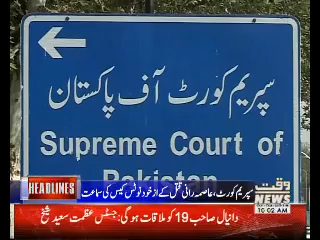 سپریم کورٹ آف پاکستان
Supreme Court of
Pakistan
سپریم کورٹ، عاصمہ رانی قتل کے از خود نوٹس کیس کی سماعت
HEADLINES
دانیال صاحب 19 کو ملاقات ہوگی: جسٹس عظمت سعید شیخ
وقت
NEWS
10:02 AM